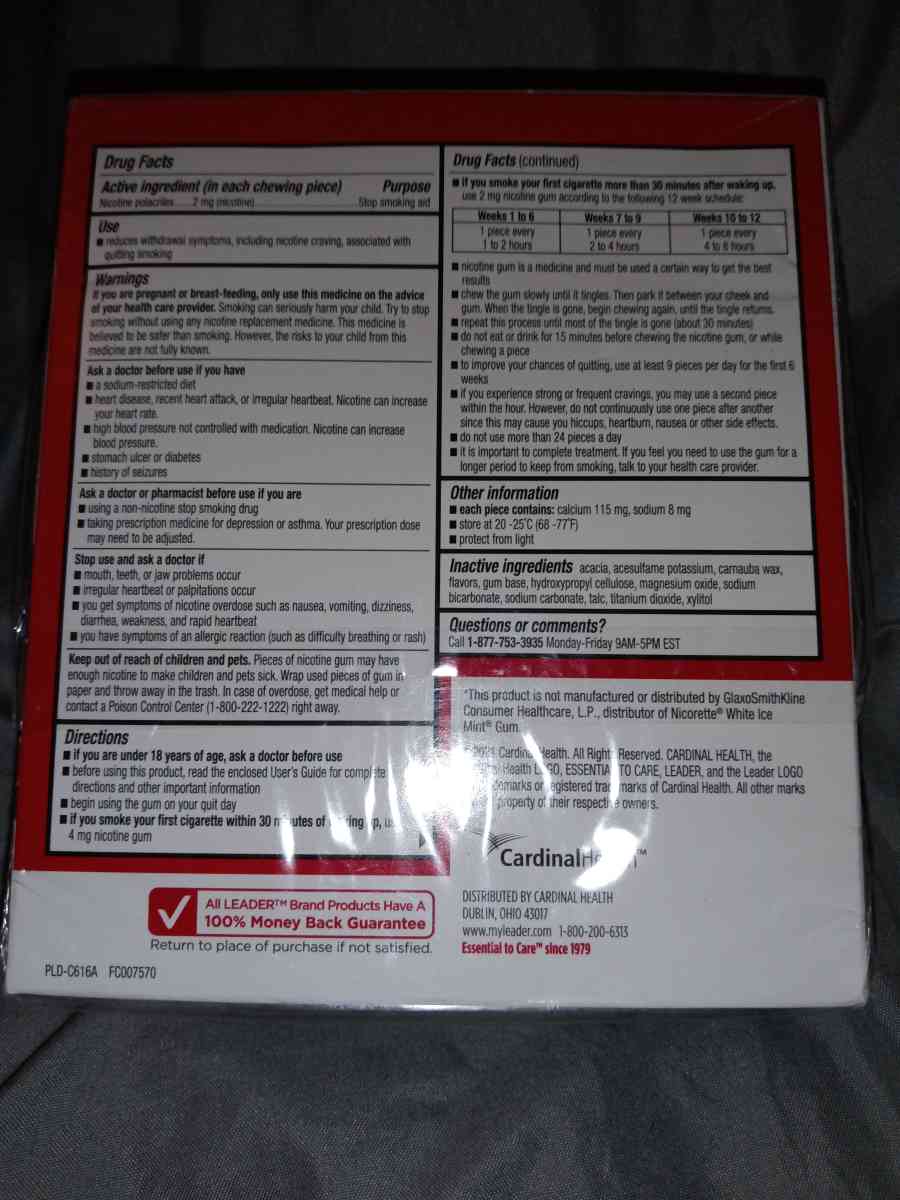 Drug Facts
Active ingredient (in each chewing piece) Purpose
Nicotine polacrilex 2 mg (nicotine) Stop smoking aid
Use
■ reduces withdrawal symptoms, including nicotine craving, associated with
quitting smoking
Warnings
If you are pregnant or breast-feeding, only use this medicine on the advice
of your health care provider. Smoking can seriously harm your child. Try to stop
smoking without using any nicotine replacement medicine. This medicine is
believed to be safer than smoking. However, the risks to your child from this
medicine are not fully known.
Ask a doctor before use if you have
■ a sodium-restricted diet
■ heart disease, recent heart attack, or irregular heartbeat. Nicotine can increase
your heart rate.
■ high blood pressure not controlled with medication. Nicotine can increase
blood pressure.
■ stomach ulcer or diabetes
■ history of seizures
Ask a doctor or pharmacist before use if you are
■ using a non-nicotine stop smoking drug
■ taking prescription medicine for depression or asthma. Your prescription dose
may need to be adjusted.
Stop use and ask a doctor if
■ mouth, teeth, or jaw problems occur
■ irregular heartbeat or palpitations occur
■ you get symptoms of nicotine overdose such as nausea, vomiting, dizziness,
diarrhea, weakness, and rapid heartbeat
■ you have symptoms of an allergic reaction (such as difficulty breathing or rash)
Keep out of reach of children and pets. Pieces of nicotine gum may have
enough nicotine to make children and pets sick. Wrap used pieces of gum in
paper and throw away in the trash. In case of overdose, get medical help or
contact a Poison Control Center (1-800-222-1222) right away.
Directions
■ if you are under 18 years of age, ask a doctor before use
■ before using this product, read the enclosed User's Guide for complete
directions and other important information
■ begin using the gum on your quit day
■ if you smoke your first cigarette within 30 minutes of waking up,
4 mg nicotine gum
Drug Facts (continued)
■ if you smoke your first cigarette more than 30 minutes after waking up,
use 2 mg nicotine gum according to the following 12 week schedule:
Weeks 1 to 6 Weeks 7 to 9 Weeks 10 to 12
1 piece every 1 piece every 1 piece every
1 to 2 hours 2 to 4 hours 4 to 8 hours
■ nicotine gum is a medicine and must be used a certain way to get the best
results
■ chew the gum slowly until it tingles. Then park it between your cheek and
gum. When the tingle is gone, begin chewing again, until the tingle returns.
■ repeat this process until most of the tingle is gone (about 30 minutes)
■ do not eat or drink for 15 minutes before chewing the nicotine gum, or while
chewing a piece
■ to improve your chances of quitting, use at least 9 pieces per day for the first 6
weeks
■ if you experience strong or frequent cravings, you may use a second piece
within the hour. However, do not continuously use one piece after another
since this may cause you hiccups, heartburn, nausea or other side effects.
■ do not use more than 24 pieces a day
■ it is important to complete treatment. If you feel you need to use the gum for a
longer period to keep from smoking, talk to your health care provider.
Other information
■ each piece contains: calcium 115 mg, sodium 8 mg
■ store at 20 -25°C (68 -77°F)
■ protect from light
Inactive ingredients acacia, acesulfame potassium, carnauba wax,
flavors, gum base, hydroxypropyl cellulose, magnesium oxide, sodium
bicarbonate, sodium carbonate, talc, titanium dioxide, xylitol
Questions or comments?
Call 1-877-753-3935 Monday-Friday 9AM-5PM EST
*This product is not manufactured or distributed by GlaxoSmithKline
Consumer Healthcare, L.P., distributor of Nicorette® White Ice
Mint® Gum.
Cardinal Health. All Rights Reserved. CARDINAL HEALTH, the
Health LOGO, ESSENTIAL TO CARE, LEADER, and the Leader LOGO
or registered trademarks of Cardinal Health. All other marks
property of their respective owners.
CardinalHealth™
DISTRIBUTED BY CARDINAL HEALTH
DUBLIN, OHIO 43017
www.myleader.com 1-800-200-6313
Essential to Care™ since 1979
All LEADER™ Brand Products Have A
100% Money Back Guarantee
Return to place of purchase if not satisfied.
PLD-C616A FC007570